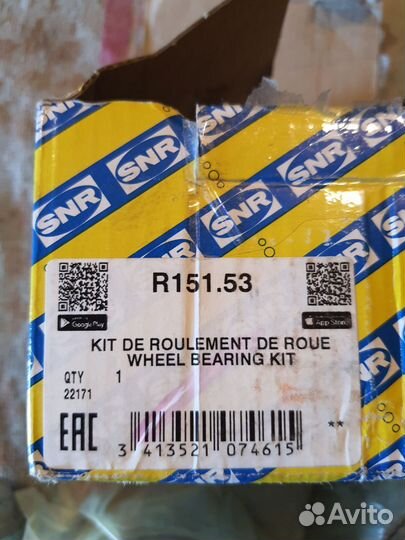 SNR SNR
SNR SNR
R151.53
Google Play
App Store
KIT DE ROULEMENT DE ROUE
WHEEL BEARING KIT
QTY 1
22171
EAC
3 413521 074615
**
SNR
Avito